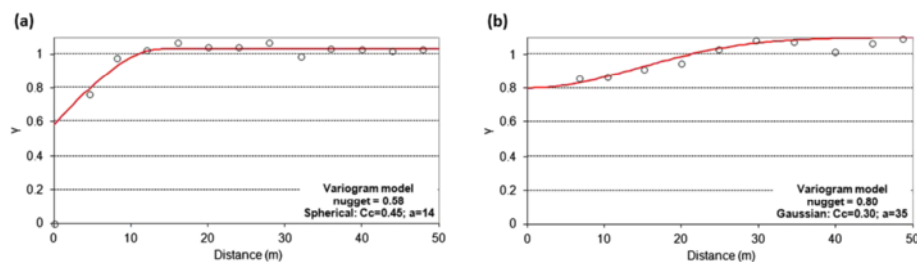 (a)
1
0.8
0.6
0.4
0.2
0
γ
0 10 20 30 40 50
Distance (m)
Variogram model
nugget = 0.58
Spherical: Cc=0.45; a=14
(b)
1
0.8
0.6
0.4
0.2
0
γ
0 10 20 30 40 50
Distance (m)
Variogram model
nugget = 0.80
Gaussian: Cc=0.30; a=35